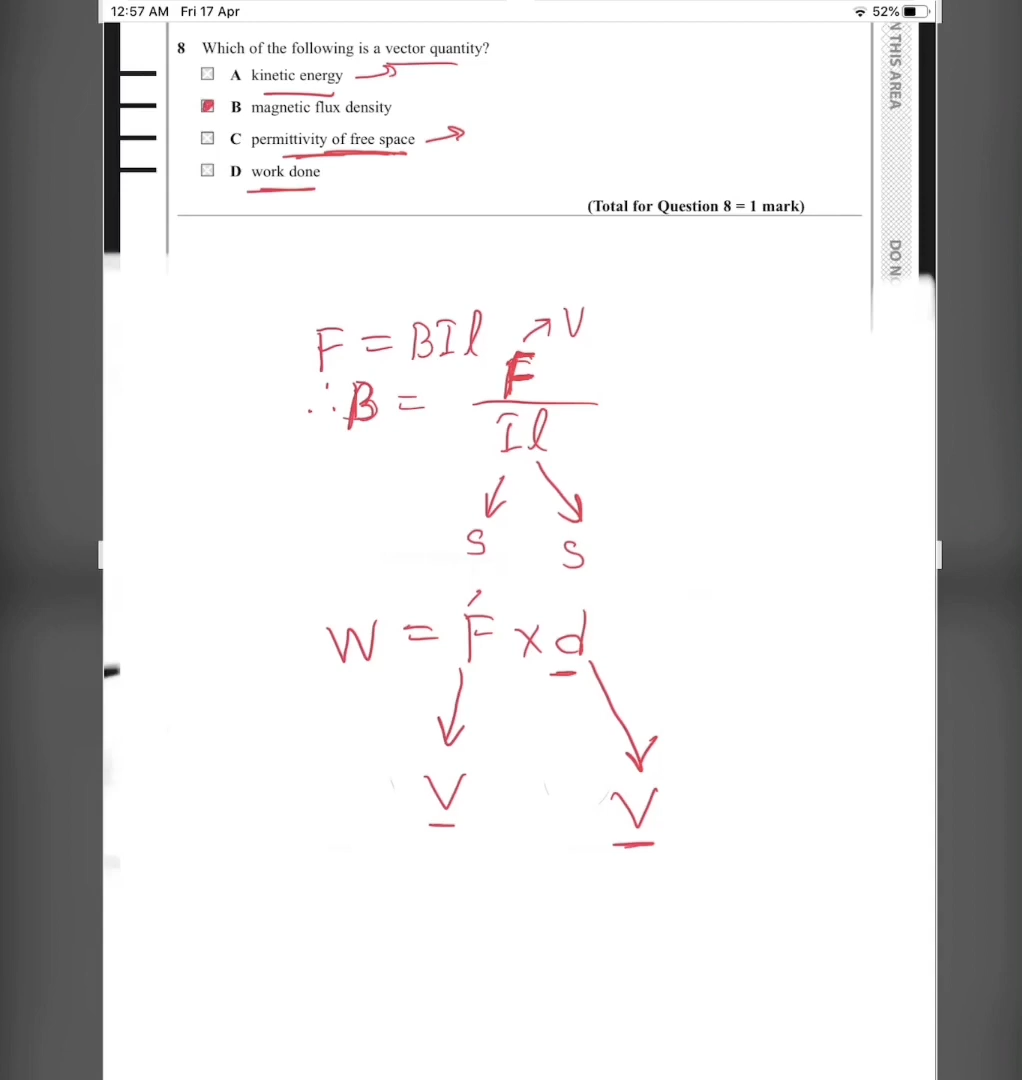 12:57 AM Fri 17 Apr 52%
8 Which of the following is a vector quantity?
A kinetic energy → S
B magnetic flux density
C permittivity of free space
D work done
(Total for Question 8 = 1 mark)
N THIS AREA
DO N
F = BIl
V
∴ B = F
Il
S S
W = F × d
V V